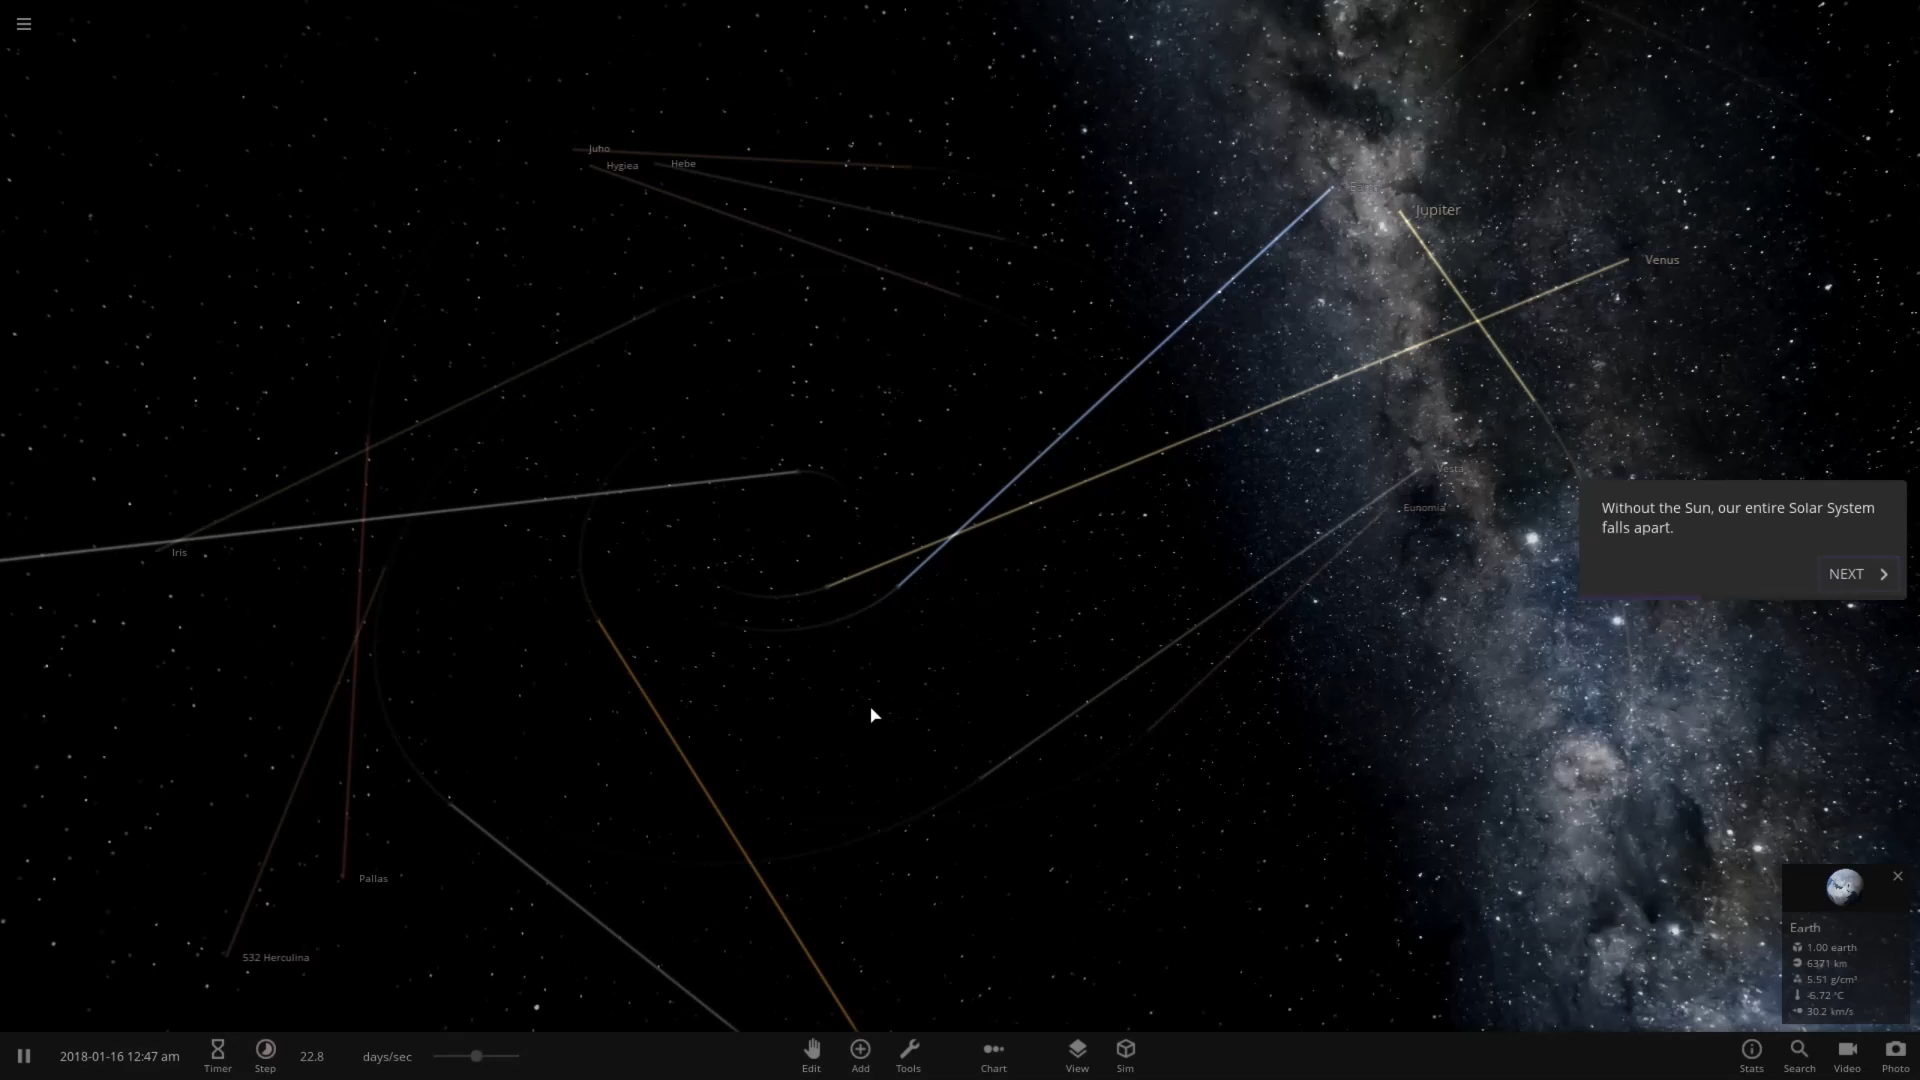 Juno
Hygiea
Hebe
Earth
Jupiter
Venus
Vesta
Eunomia
Iris
Without the Sun, our entire Solar System
falls apart.
NEXT
Pallas
532 Herculina
Earth
1.00 earth
6371 km
5.51 g/cm³
-6.72 °C
30.2 km/s
2018-01-16 12:47 am
Timer
Step
22.8
days/sec
Edit
Add
Tools
Chart
View
Sim
Stats
Search
Video
Photo